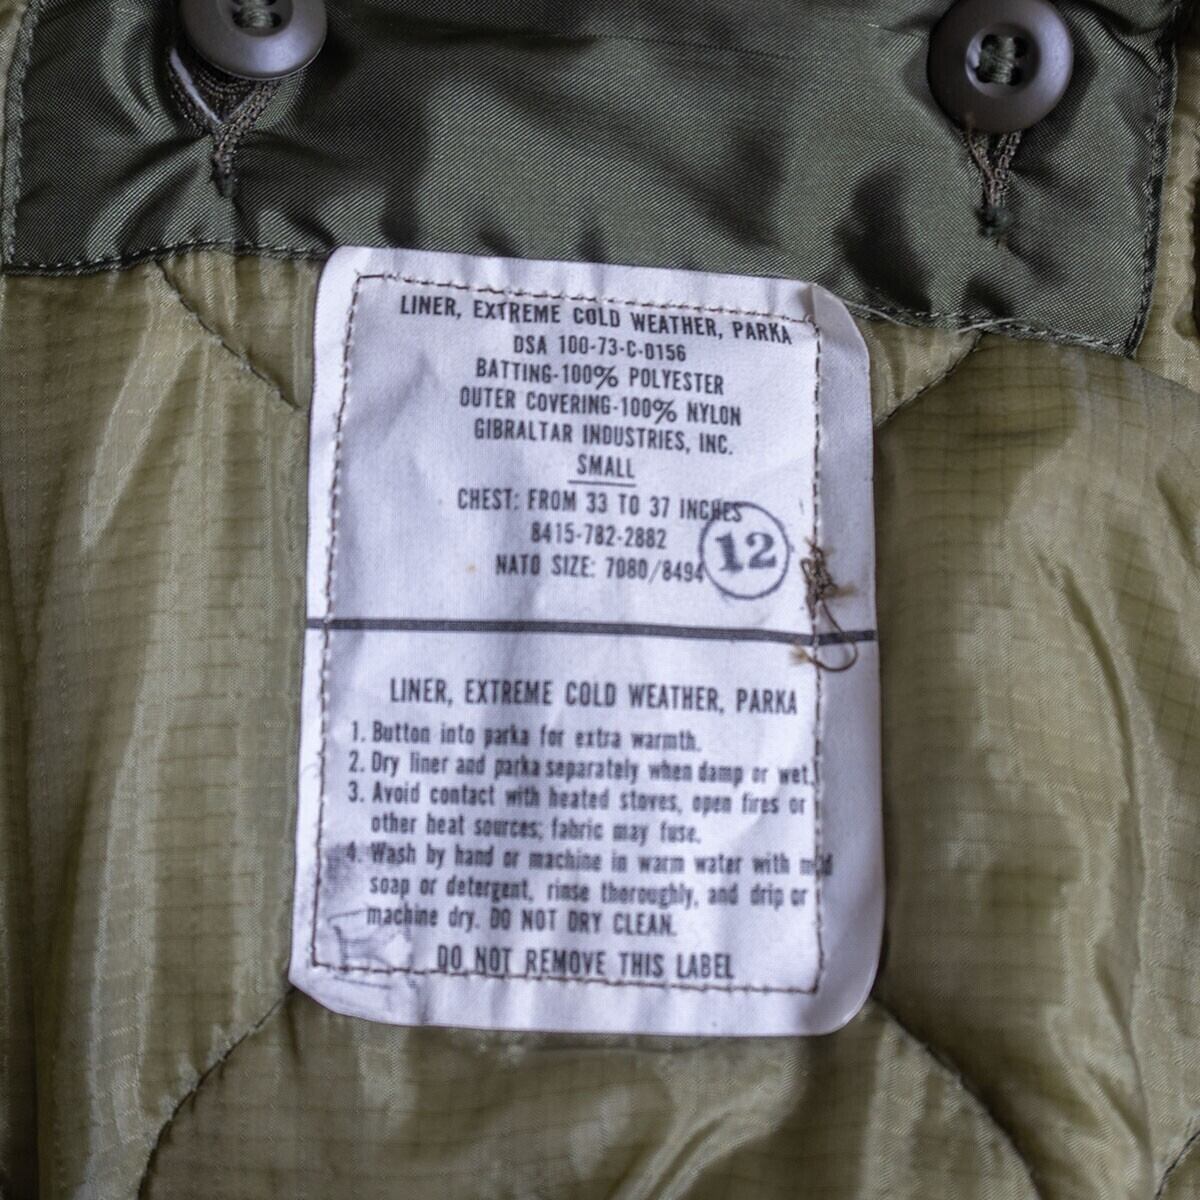 LINER, EXTREME COLD WEATHER, PARKA
DSA 100-73-C-0156
BATTING-100% POLYESTER
OUTER COVERING-100% NYLON
GIBRALTAR INDUSTRIES, INC.
SMALL
CHEST: FROM 33 TO 37 INCHES
8415-782-2882
12
NATO SIZE: 7080/8494
LINER, EXTREME COLD WEATHER, PARKA
1. Button into parka for extra warmth.
2. Dry liner and parka separately when damp or wet.
3. Avoid contact with heated stoves, open fires or
other heat sources; fabric may fuse.
4. Wash by hand or machine in warm water with mild
soap or detergent, rinse thoroughly, and drip or
machine dry. DO NOT DRY CLEAN.
DO NOT REMOVE THIS LABEL